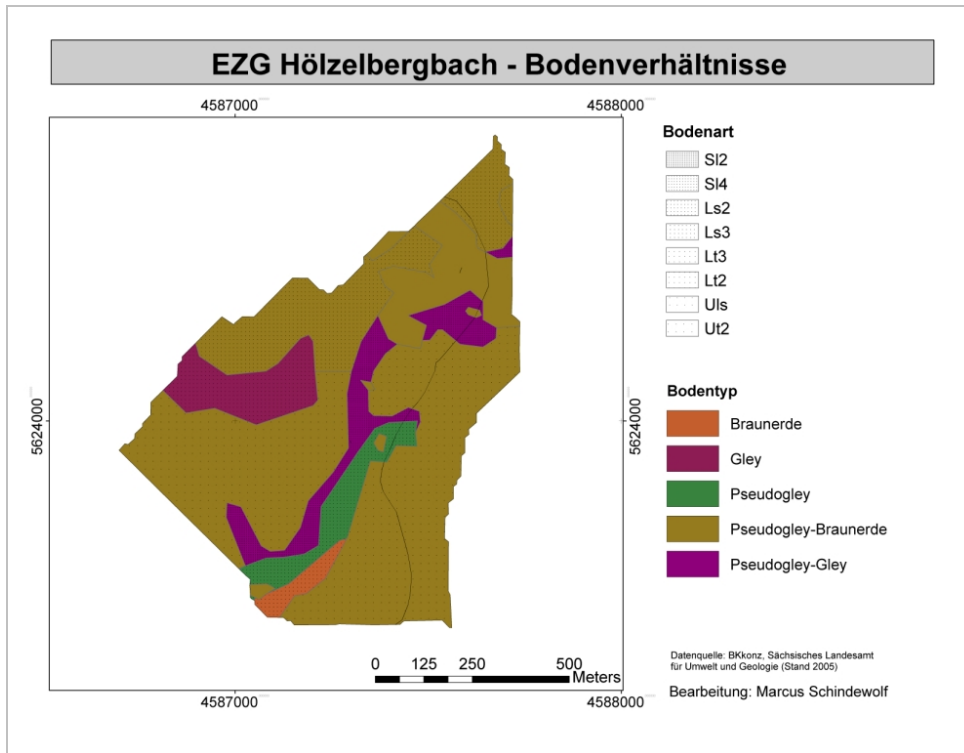 EZG Hölzelbergbach - Bodenverhältnisse
4587000
4588000
5624000
5624000
4587000
4588000
0 125 250 500
Meters
Bodenart
Sl2
Sl4
Ls2
Ls3
Lt3
Lt2
Uls
Ut2
Bodentyp
Braunerde
Gley
Pseudogley
Pseudogley-Braunerde
Pseudogley-Gley
Datenquelle: BKkonz, Sächsisches Landesamt
für Umwelt und Geologie (Stand 2005)
Bearbeitung: Marcus Schindewolf